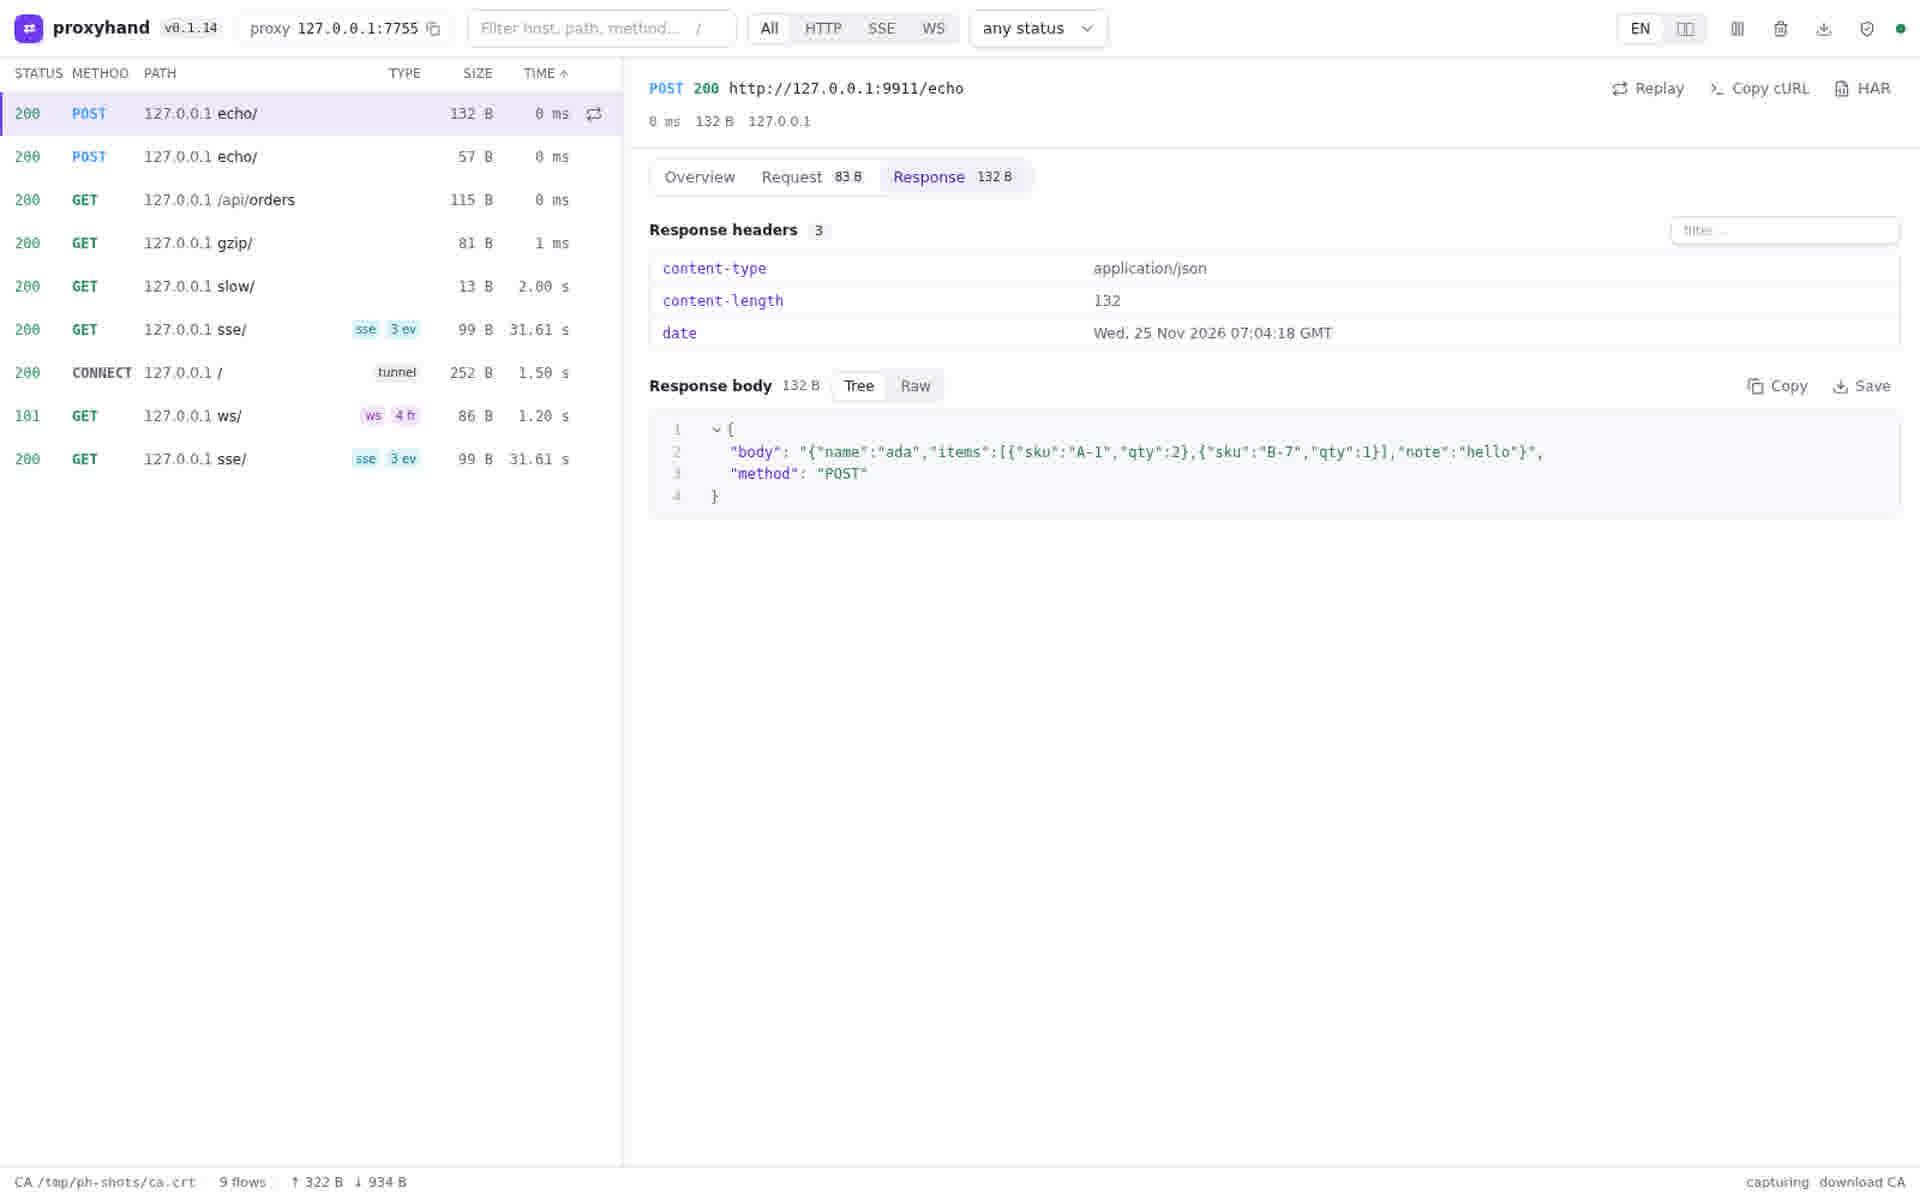 proxyhand v0.1.14 proxy 127.0.0.1:7755 Filter host, path, method... / All HTTP SSE WS any status EN
STATUS METHOD PATH TYPE SIZE TIME ↑
200 POST 127.0.0.1 echo/ 132 B 0 ms
200 POST 127.0.0.1 echo/ 57 B 0 ms
200 GET 127.0.0.1 /api/orders 115 B 0 ms
200 GET 127.0.0.1 gzip/ 81 B 1 ms
200 GET 127.0.0.1 slow/ 13 B 2.00 s
200 GET 127.0.0.1 sse/ sse 3 ev 99 B 31.61 s
200 CONNECT 127.0.0.1 / tunnel 252 B 1.50 s
101 GET 127.0.0.1 ws/ ws 4 fr 86 B 1.20 s
200 GET 127.0.0.1 sse/ sse 3 ev 99 B 31.61 s
POST 200 http://127.0.0.1:9911/echo Replay Copy cURL HAR
0 ms 132 B 127.0.0.1
Overview Request 83 B Response 132 B
Response headers 3 filter...
content-type application/json
content-length 132
date Wed, 25 Nov 2026 07:04:18 GMT
Response body 132 B Tree Raw Copy Save
1 {
2 "body": "{"name":"ada","items":[{"sku":"A-1","qty":2},{"sku":"B-7","qty":1}],"note":"hello"}",
3 "method": "POST"
4 }
CA /tmp/ph-shots/ca.crt 9 flows ↑ 322 B ↓ 934 B capturing download CA